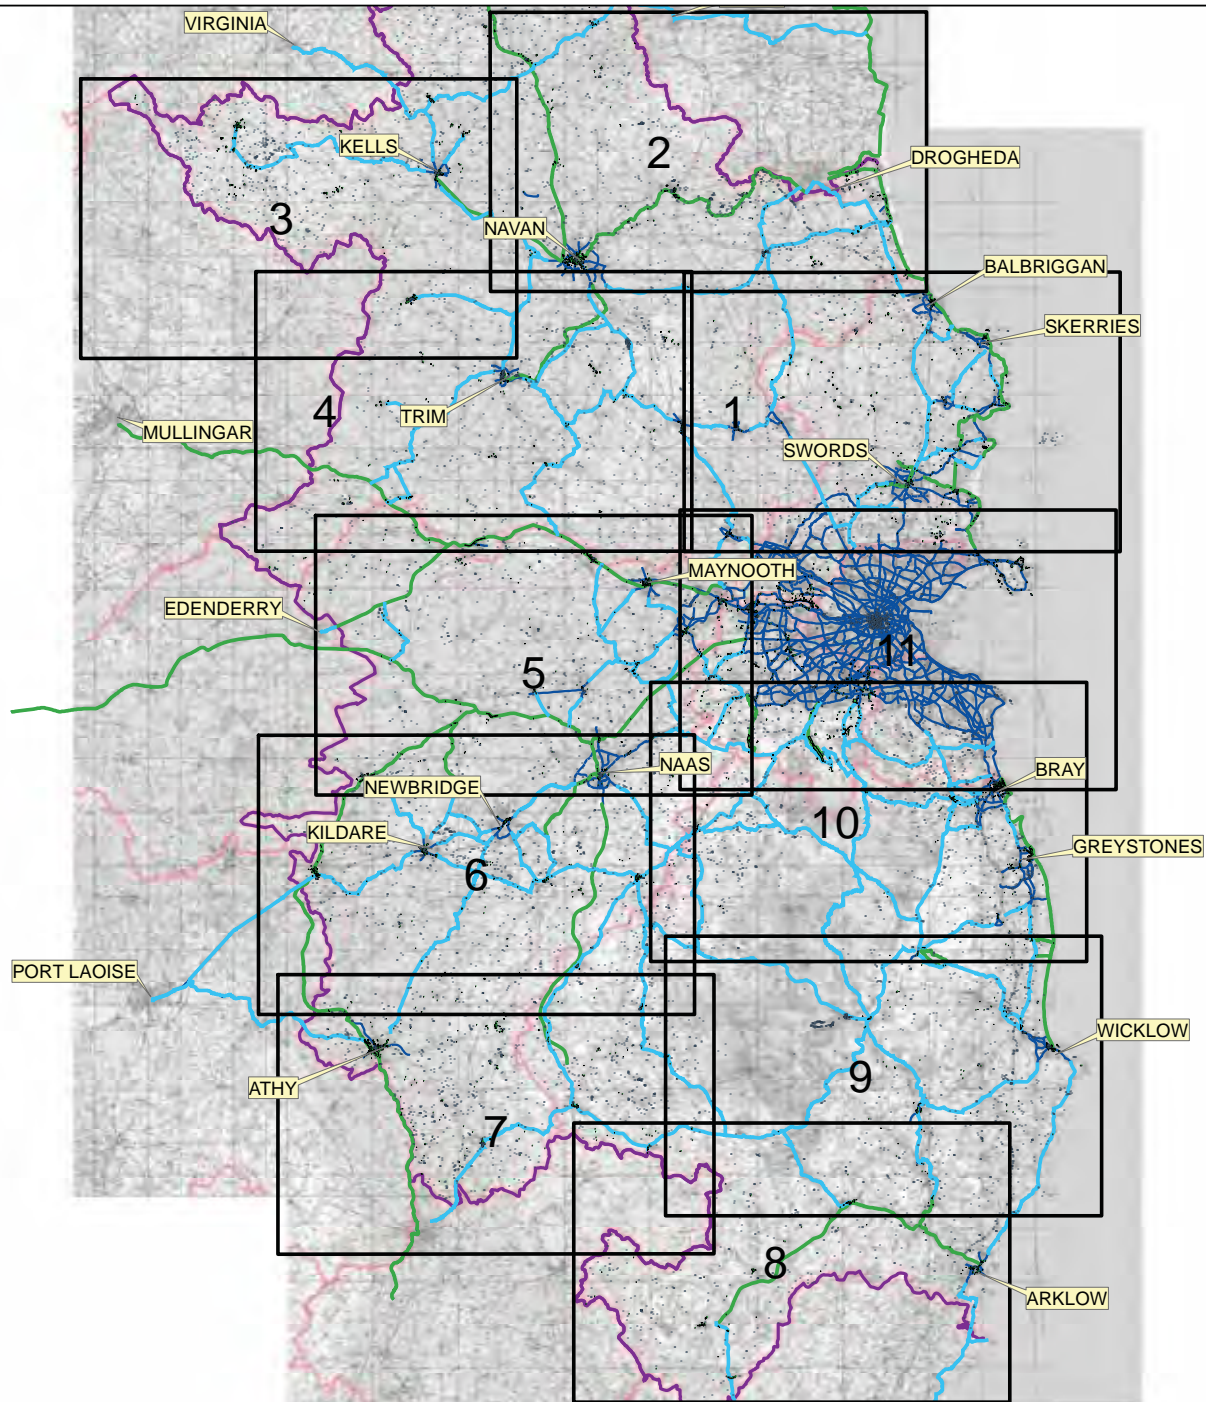 VIRGINIA
2
KELLS
DROGHEDA
3
NAVAN
BALBRIGGAN
SKERRIES
4
1
TRIM
MULLINGAR
SWORDS
MAYNOOTH
EDENDERRY
11
5
NAAS
BRAY
NEWBRIDGE
10
KILDARE
GREYSTONES
6
PORT LAOISE
WICKLOW
9
ATHY
7
8
ARKLOW